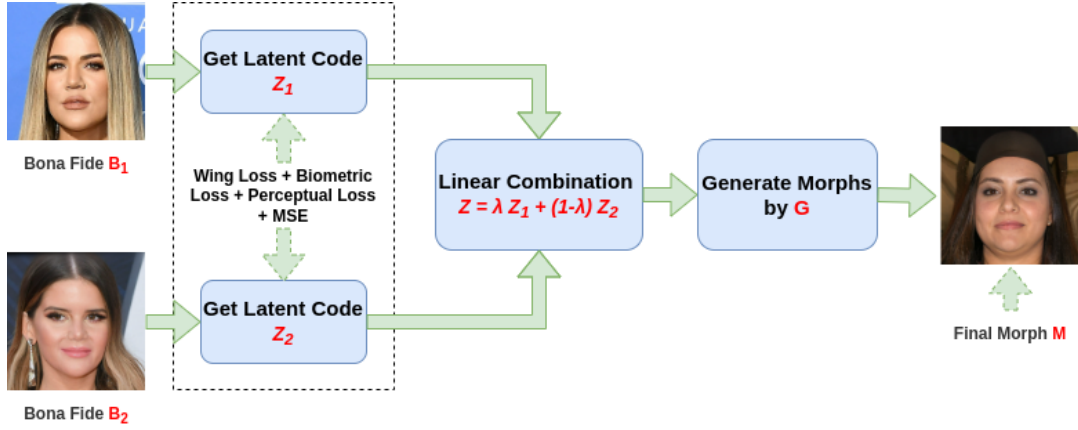 UA
Bona Fide B1
Get Latent Code
Z1
Wing Loss + Biometric
Loss + Perceptual Loss
+ MSE
Bona Fide B2
Get Latent Code
Z2
Linear Combination
Z = λ Z1 + (1-λ) Z2
Generate Morphs
by G
Final Morph M